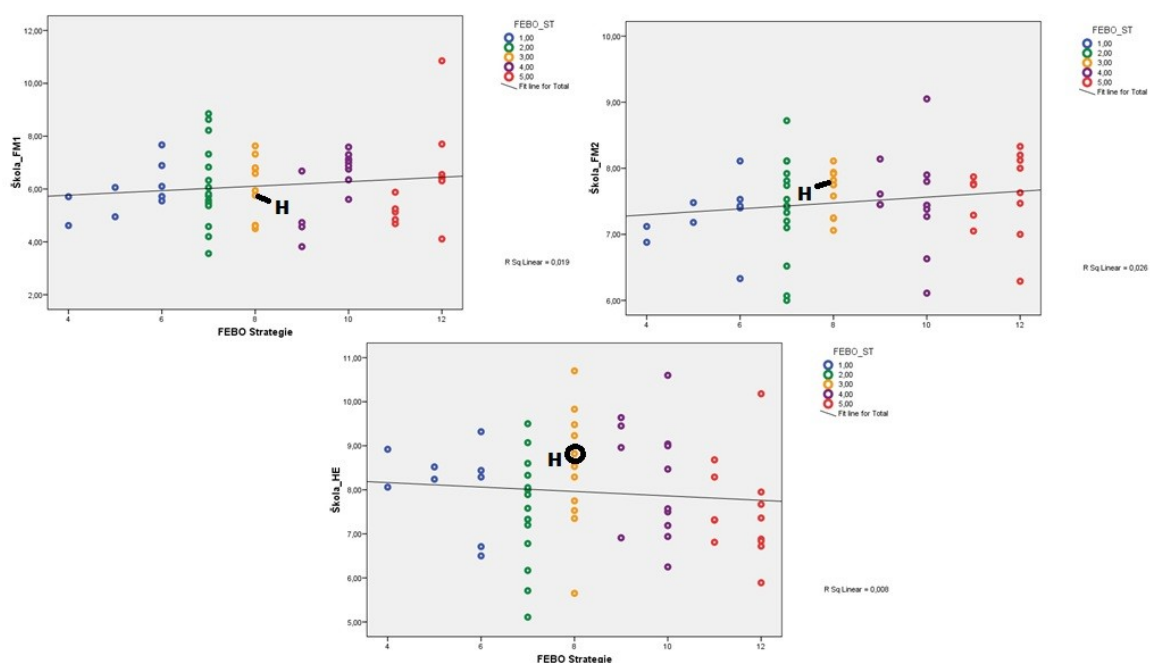 FEBO_ST
1,00
2,00
3,00
4,00
5,00
Fit line for Total
Škola_FM1
12,00
10,00
8,00
6,00
4,00
2,00
H
R Sq Linear = 0,019
4
6
8
10
12
FEBO Strategie
FEBO_ST
1,00
2,00
3,00
4,00
5,00
Fit line for Total
Škola_FM2
10,00
9,00
8,00
7,00
6,00
H
R Sq Linear = 0,026
4
6
8
10
12
FEBO Strategie
FEBO_ST
1,00
2,00
3,00
4,00
5,00
Fit line for Total
Škola_HE
11,00
10,00
9,00
8,00
7,00
6,00
5,00
H
R Sq Linear = 0,008
4
6
8
10
12
FEBO Strategie